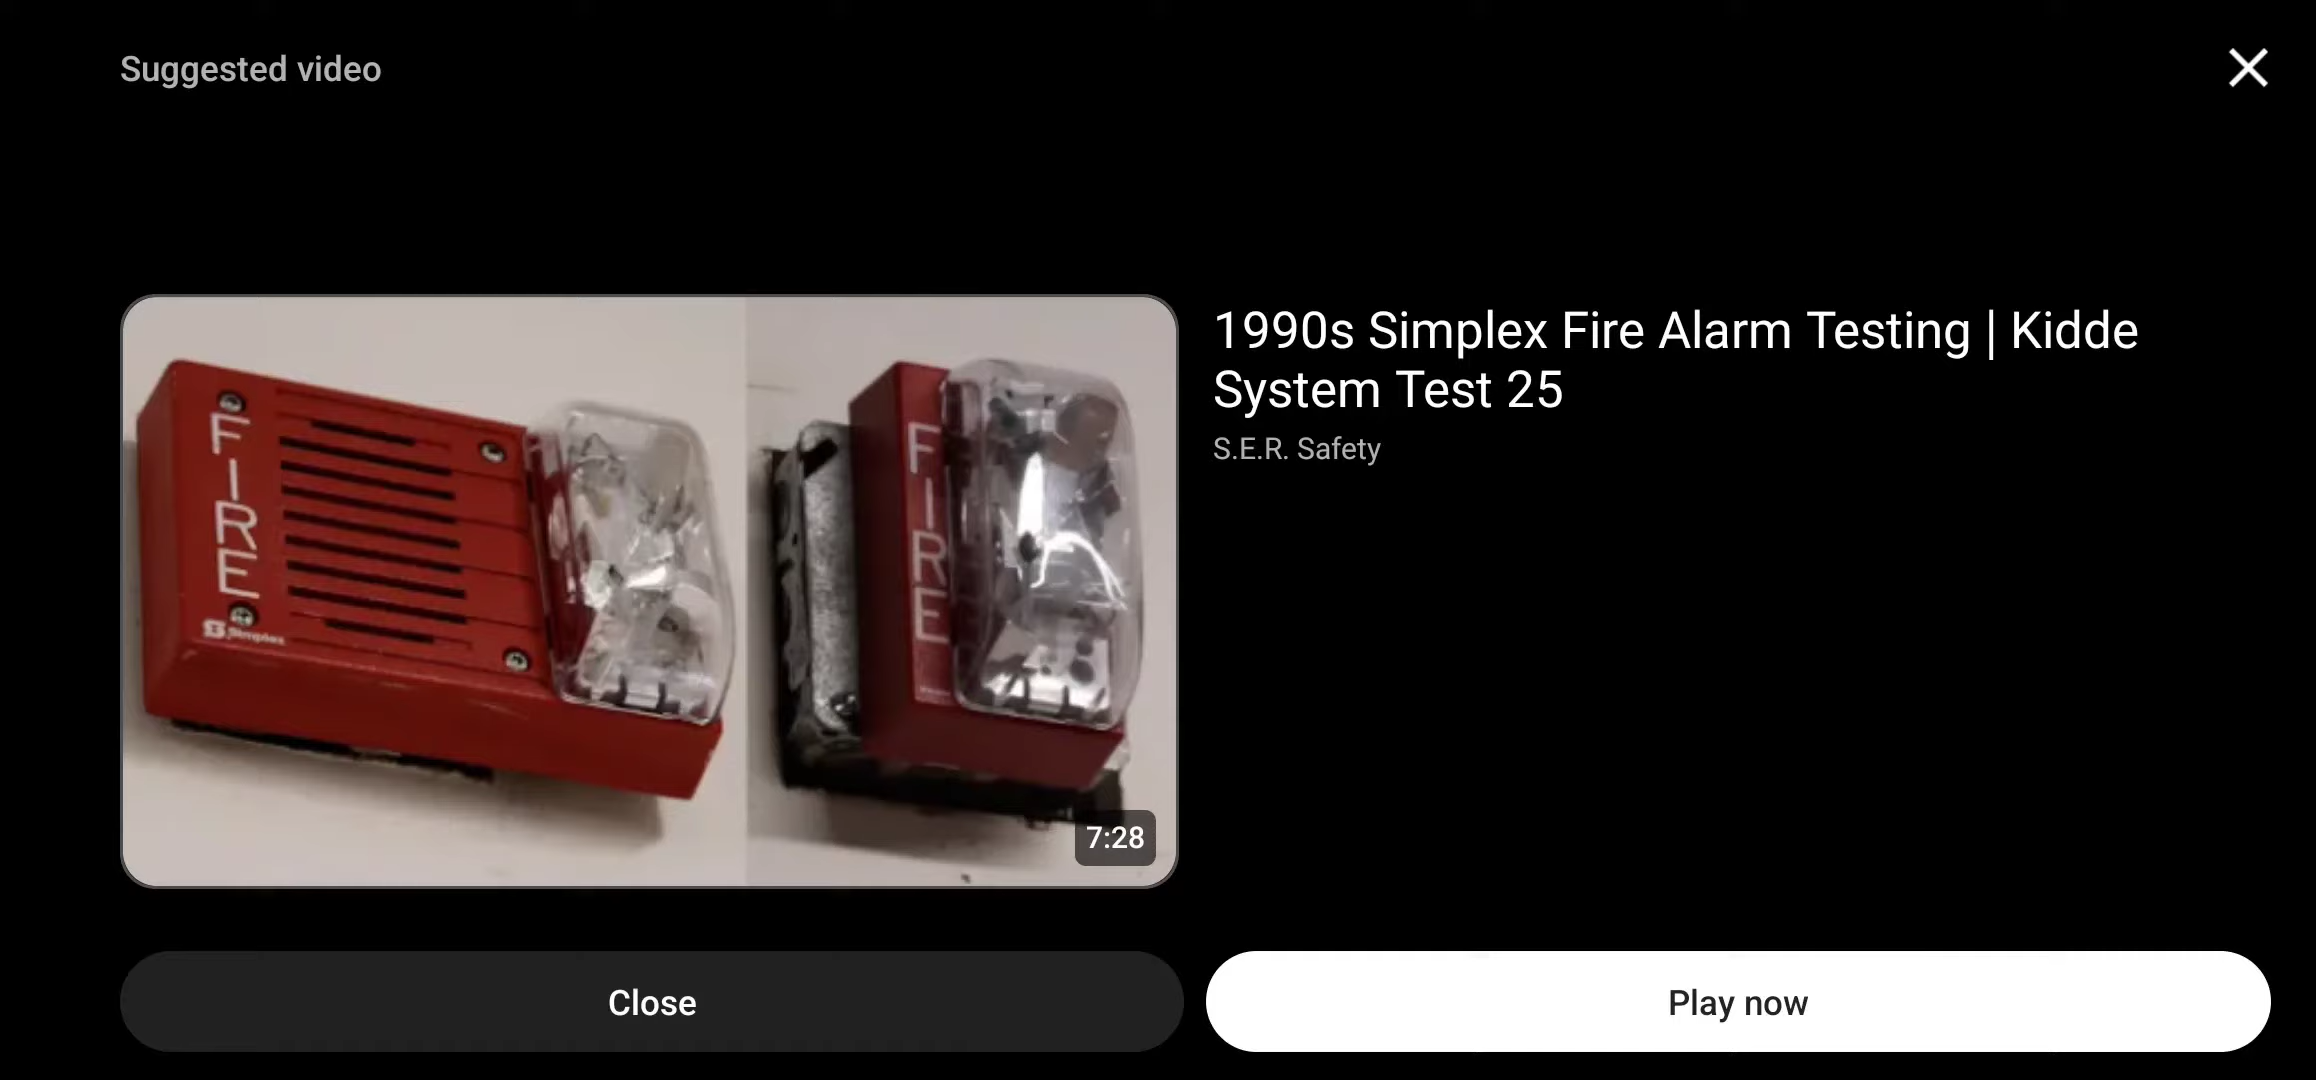 Suggested video
FIRE
Simplex
FIRE
7:28
1990s Simplex Fire Alarm Testing | Kidde
System Test 25
S.E.R. Safety
Close
Play now